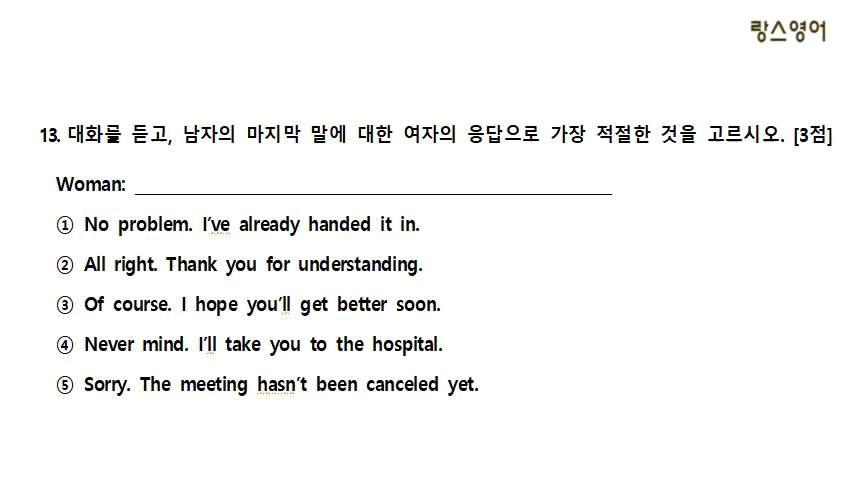 랑스영어
13. 대화를 듣고, 남자의 마지막 말에 대한 여자의 응답으로 가장 적절한 것을 고르시오. [3점]
Woman: ____________________
① No problem. I've already handed it in.
② All right. Thank you for understanding.
③ Of course. I hope you'll get better soon.
④ Never mind. I'll take you to the hospital.
⑤ Sorry. The meeting hasn't been canceled yet.